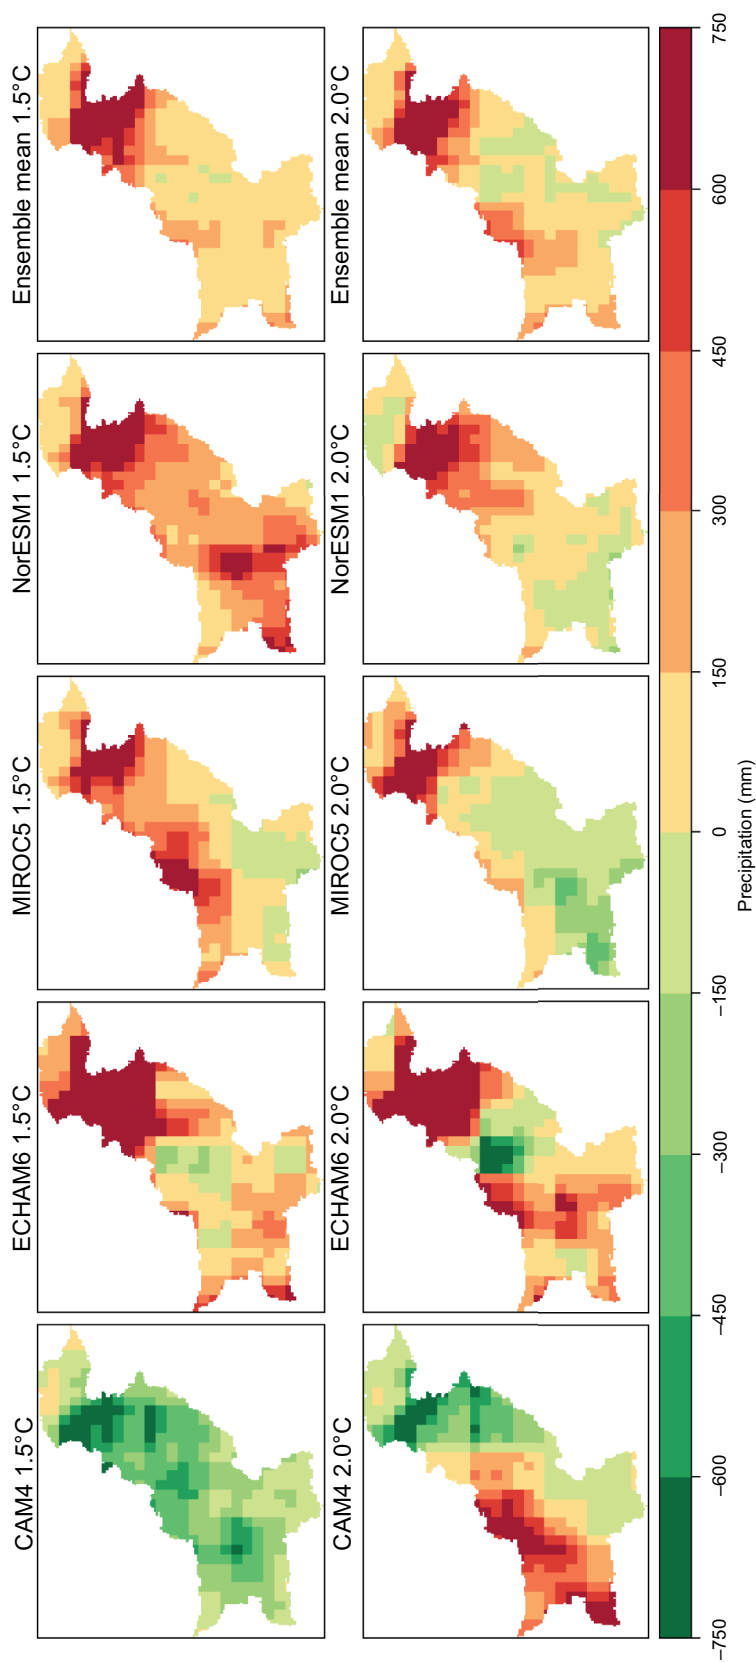 CAM4 1.5°C
ECHAM6 1.5°C
MIROC5 1.5°C
NorESM1 1.5°C
Ensemble mean 1.5°C
CAM4 2.0°C
ECHAM6 2.0°C
MIROC5 2.0°C
NorESM1 2.0°C
Ensemble mean 2.0°C
−750
−600
−450
−300
−150
0
150
300
450
600
750
Precipitation (mm)